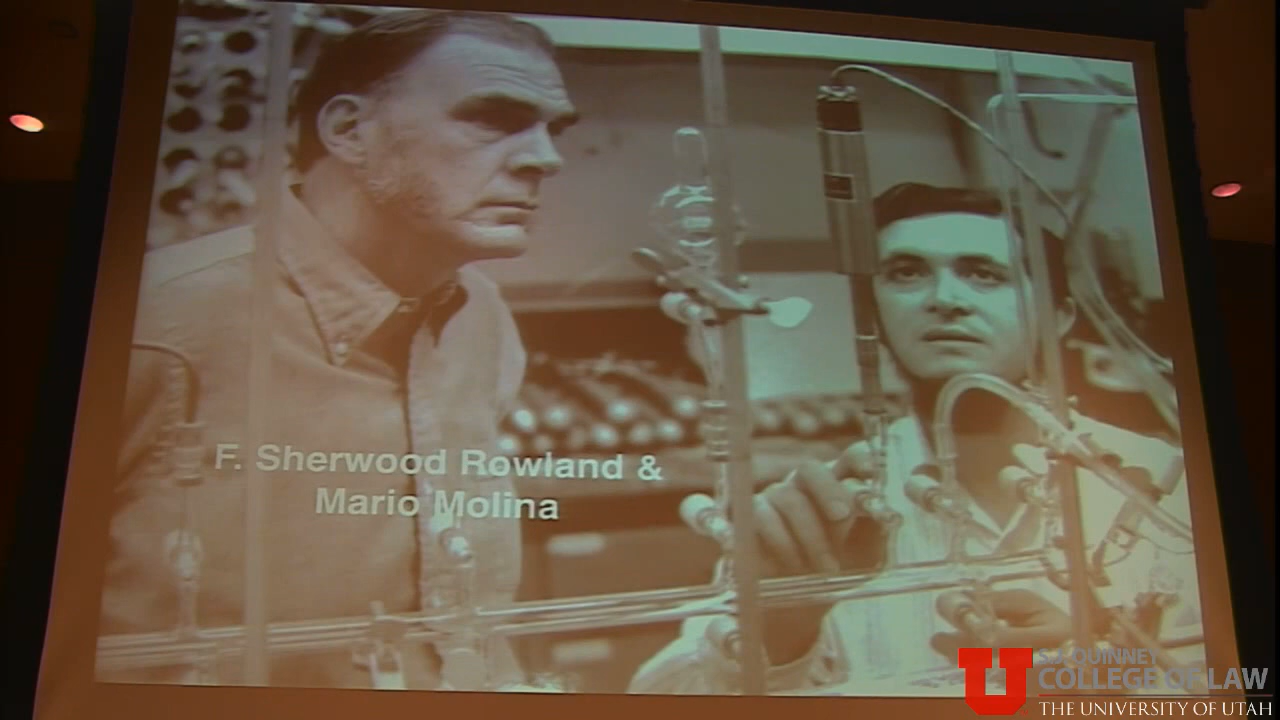 F. Sherwood Rowland &
Mario Molina
S.J. QUINNEY
COLLEGE OF LAW
THE UNIVERSITY OF UTAH